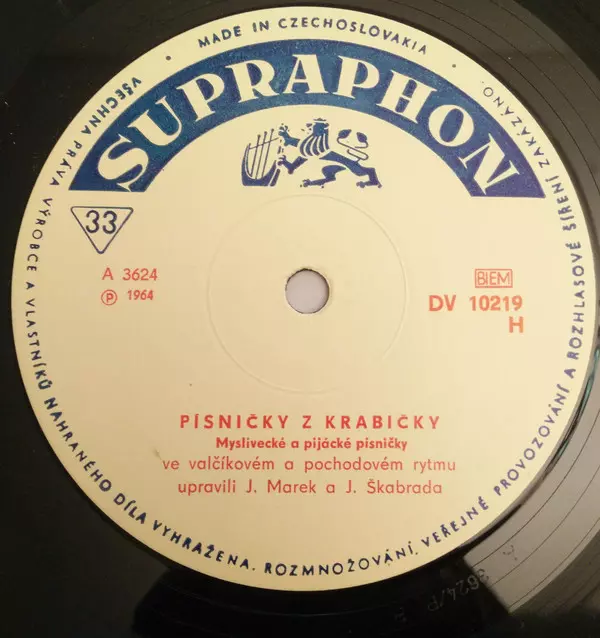 • MADE IN CZECHOSLOVAKIA •
SUPRAPHON
33
A 3624
Ⓟ 1964
BIEM
DV 10219
H
PÍSNIČKY Z KRABIČKY
Myslivecké a pijácké písničky
ve valčíkovém a pochodovém rytmu
upravili J. Marek a J. Škabrada
VŠECHNA PRÁVA VÝROBCE A VLASTNÍKŮ NAHRANÉHO DÍLA VYHRAŽENA. ROZMNOŽOVÁNÍ, VEŘEJNÉ PROVOZOVÁNÍ A ROZHLASOVÉ ŠÍŘENÍ ZAKÁZÁNO